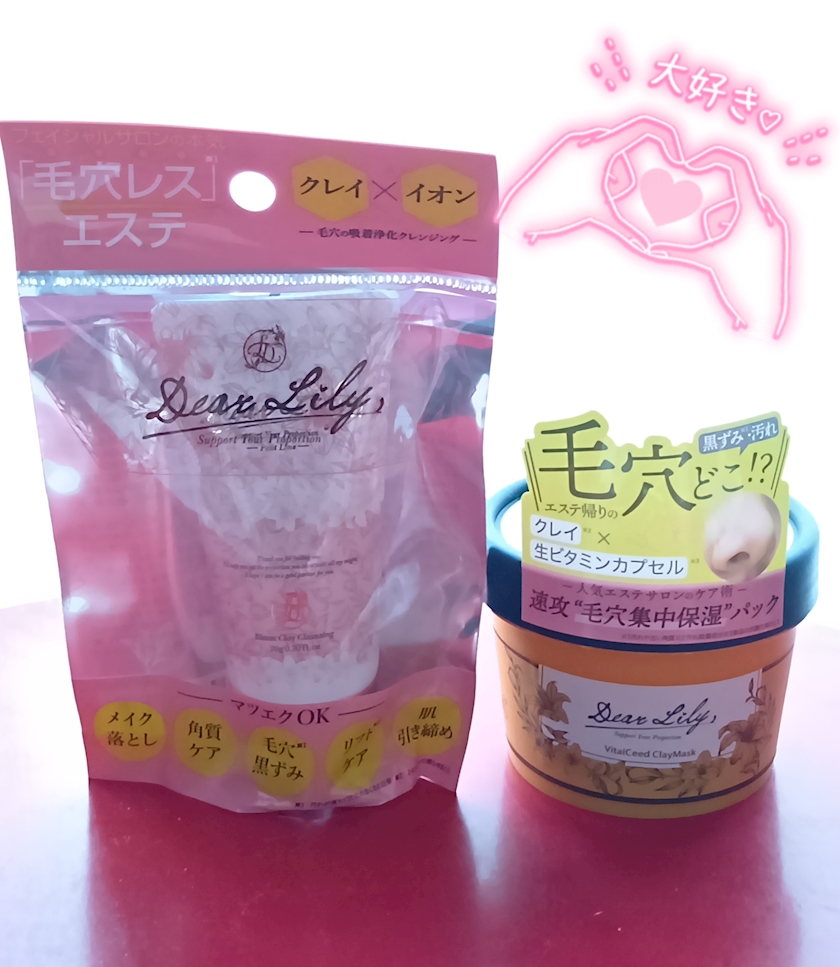 大好き♡
フェイシャルサロンの本気
「毛穴レス」
エステ
クレイ×イオン
毛穴の吸着浄化クレンジング
Dear Lily,
Support Your Proportion
マツエクOK
メイク
落とし
角質
ケア
毛穴※1
黒ずみ
リフト
ケア
肌
引き締め
黒ずみ・汚れ
毛穴どこ!?
エステ帰りの
クレイ×
生ビタミンカプセル
人気エステサロンのケア術
速攻“毛穴集中保湿”パック
Dear Lily,
Support Your Proportion
VitalCeed ClayMask